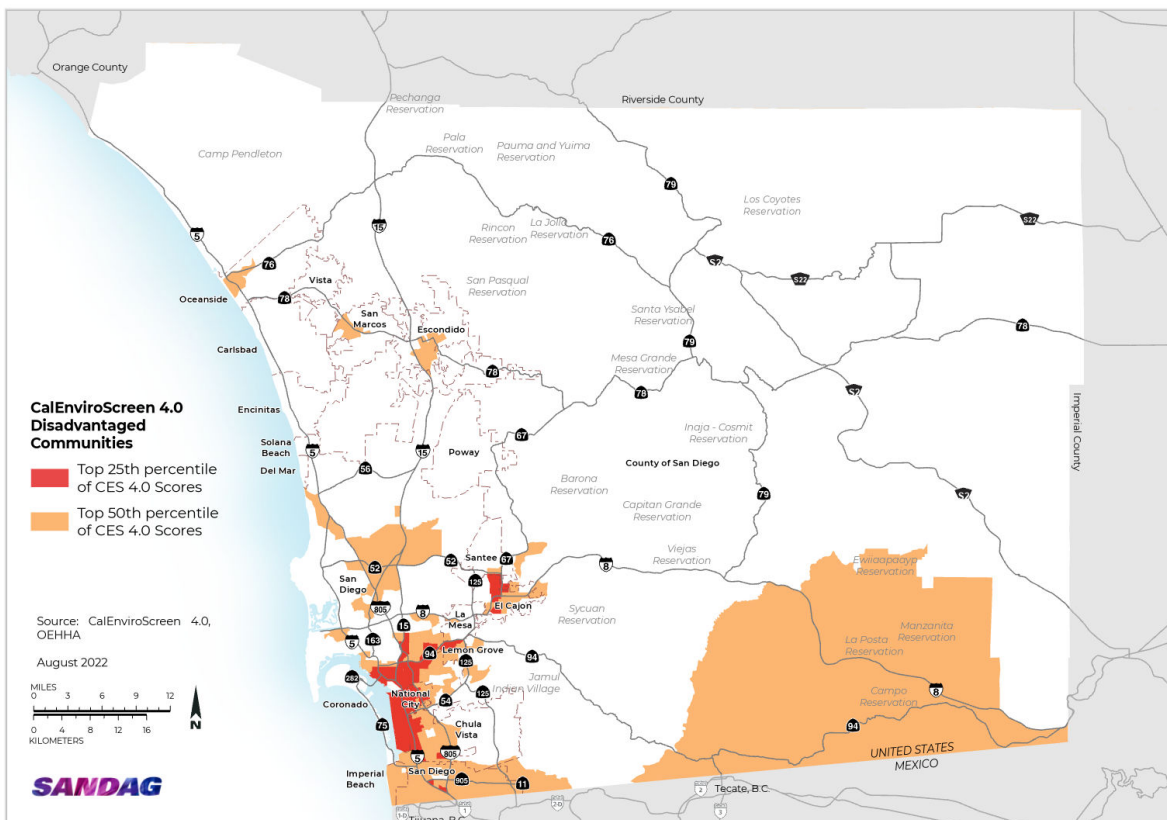 Orange County
Riverside County
Pechanga
Reservation
Pala
Reservation
Pauma and Yuima
Reservation
Camp Pendleton
79
Los Coyotes
Reservation
5
15
Rincon
Reservation
La Jolla
Reservation
76
S22
S2
S22
76
Vista
San Pasqual
Reservation
Oceanside
78
San
Marcos
Escondido
Santa Ysabel
Reservation
79
78
Carlsbad
78
Mesa Grande
Reservation
78
S2
Imperial County
CalEnviroScreen 4.0
Disadvantaged
Communities
Top 25th percentile
of CES 4.0 Scores
Top 50th percentile
of CES 4.0 Scores
Encinitas
Solana
Beach
Del Mar
5
56
15
Poway
67
Inaja - Cosmit
Reservation
County of San Diego
Barona
Reservation
Capitan Grande
Reservation
79
S2
52
San
Diego
52
Santee
67
125
8
Viejas
Reservation
Ewiiaapaayp
Reservation
805
8
El Cajon
La
Mesa
Sycuan
Reservation
15
163
5
94
Lemon Grove
125
94
Manzanita
Reservation
La Posta
Reservation
Source: CalEnviroScreen 4.0,
OEHHA
August 2022
MILES
0 3 6 9 12
0 4 8 12 16
KILOMETERS
N
282
Coronado
National
City
54
125
Jamul
Indian Village
75
Chula
Vista
Campo
Reservation
8
94
5
805
UNITED STATES
MEXICO
Imperial
Beach
San Diego
905
11
Tecate, B.C.
2
3
1-D
1
2-D
Tijuana, B.C.
SANDAG